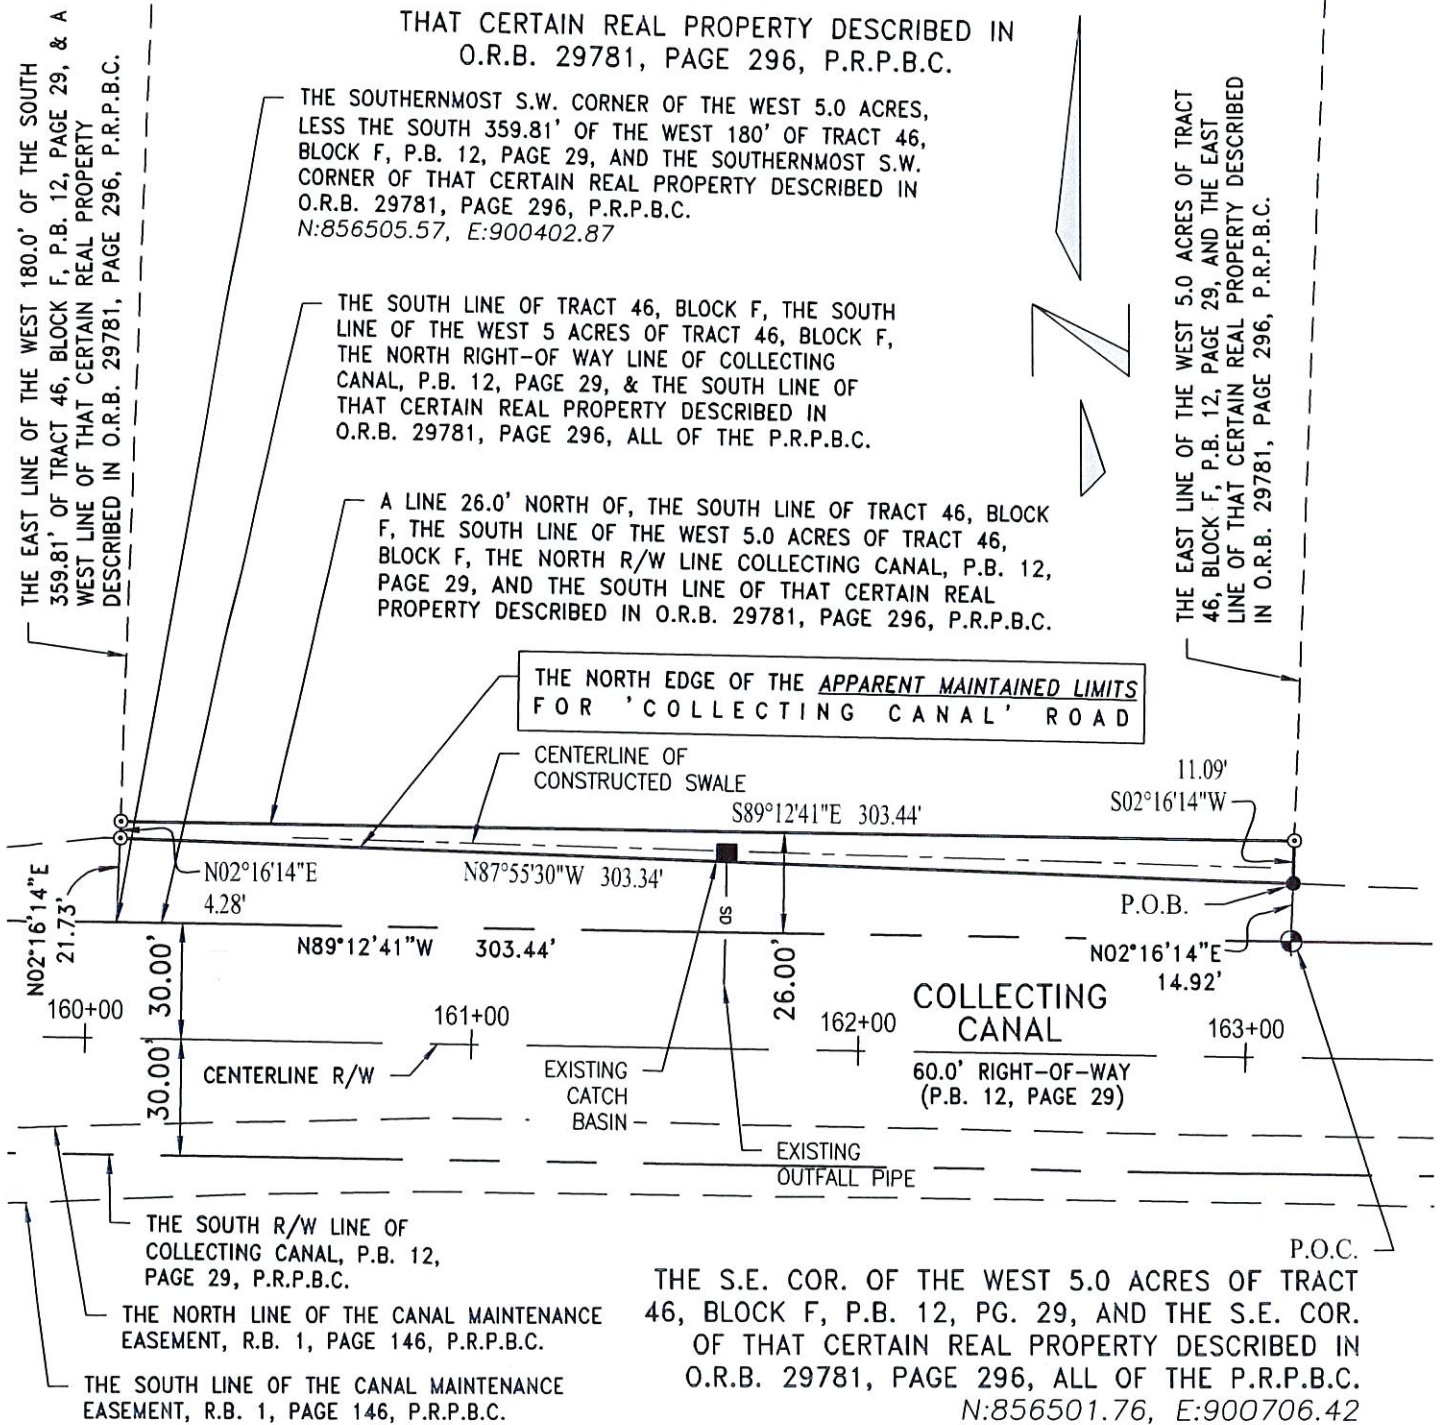 THAT CERTAIN REAL PROPERTY DESCRIBED IN
O.R.B. 29781, PAGE 296, P.R.P.B.C.
THE EAST LINE OF THE WEST 180.0' OF THE SOUTH
359.81' OF TRACT 46, BLOCK F, P.B. 12, PAGE 29, & A
WEST LINE OF THAT CERTAIN REAL PROPERTY
DESCRIBED IN O.R.B. 29781, PAGE 296, P.R.P.B.C.
THE SOUTHERNMOST S.W. CORNER OF THE WEST 5.0 ACRES,
LESS THE SOUTH 359.81' OF THE WEST 180' OF TRACT 46,
BLOCK F, P.B. 12, PAGE 29, AND THE SOUTHERNMOST S.W.
CORNER OF THAT CERTAIN REAL PROPERTY DESCRIBED IN
O.R.B. 29781, PAGE 296, P.R.P.B.C.
N:856505.57, E:900402.87
THE SOUTH LINE OF TRACT 46, BLOCK F, THE SOUTH
LINE OF THE WEST 5 ACRES OF TRACT 46, BLOCK F,
THE NORTH RIGHT-OF WAY LINE OF COLLECTING
CANAL, P.B. 12, PAGE 29, & THE SOUTH LINE OF
THAT CERTAIN REAL PROPERTY DESCRIBED IN
O.R.B. 29781, PAGE 296, ALL OF THE P.R.P.B.C.
N
THE EAST LINE OF THE WEST 5.0 ACRES OF TRACT
46, BLOCK F, P.B. 12, PAGE 29, AND THE EAST
LINE OF THAT CERTAIN REAL PROPERTY DESCRIBED
IN O.R.B. 29781, PAGE 296, P.R.P.B.C.
A LINE 26.0' NORTH OF, THE SOUTH LINE OF TRACT 46, BLOCK
F, THE SOUTH LINE OF THE WEST 5.0 ACRES OF TRACT 46,
BLOCK F, THE NORTH R/W LINE COLLECTING CANAL, P.B. 12,
PAGE 29, AND THE SOUTH LINE OF THAT CERTAIN REAL
PROPERTY DESCRIBED IN O.R.B. 29781, PAGE 296, P.R.P.B.C.
THE NORTH EDGE OF THE APPARENT MAINTAINED LIMITS
FOR 'COLLECTING CANAL' ROAD
CENTERLINE OF
CONSTRUCTED SWALE
11.09'
S02°16'14"W
S89°12'41"E 303.44'
N02°16'14"E
4.28'
N87°55'30"W 303.34'
P.O.B.
N02°16'14"E
21.73'
SD
N89°12'41"W 303.44'
N02°16'14"E
14.92'
30.00'
26.00'
COLLECTING
CANAL
60.0' RIGHT-OF-WAY
(P.B. 12, PAGE 29)
160+00
161+00
162+00
163+00
30.00'
CENTERLINE R/W
EXISTING
CATCH
BASIN
EXISTING
OUTFALL PIPE
THE SOUTH R/W LINE OF
COLLECTING CANAL, P.B. 12,
PAGE 29, P.R.P.B.C.
THE NORTH LINE OF THE CANAL MAINTENANCE
EASEMENT, R.B. 1, PAGE 146, P.R.P.B.C.
THE SOUTH LINE OF THE CANAL MAINTENANCE
EASEMENT, R.B. 1, PAGE 146, P.R.P.B.C.
P.O.C.
THE S.E. COR. OF THE WEST 5.0 ACRES OF TRACT
46, BLOCK F, P.B. 12, PG. 29, AND THE S.E. COR.
OF THAT CERTAIN REAL PROPERTY DESCRIBED IN
O.R.B. 29781, PAGE 296, ALL OF THE P.R.P.B.C.
N:856501.76, E:900706.42